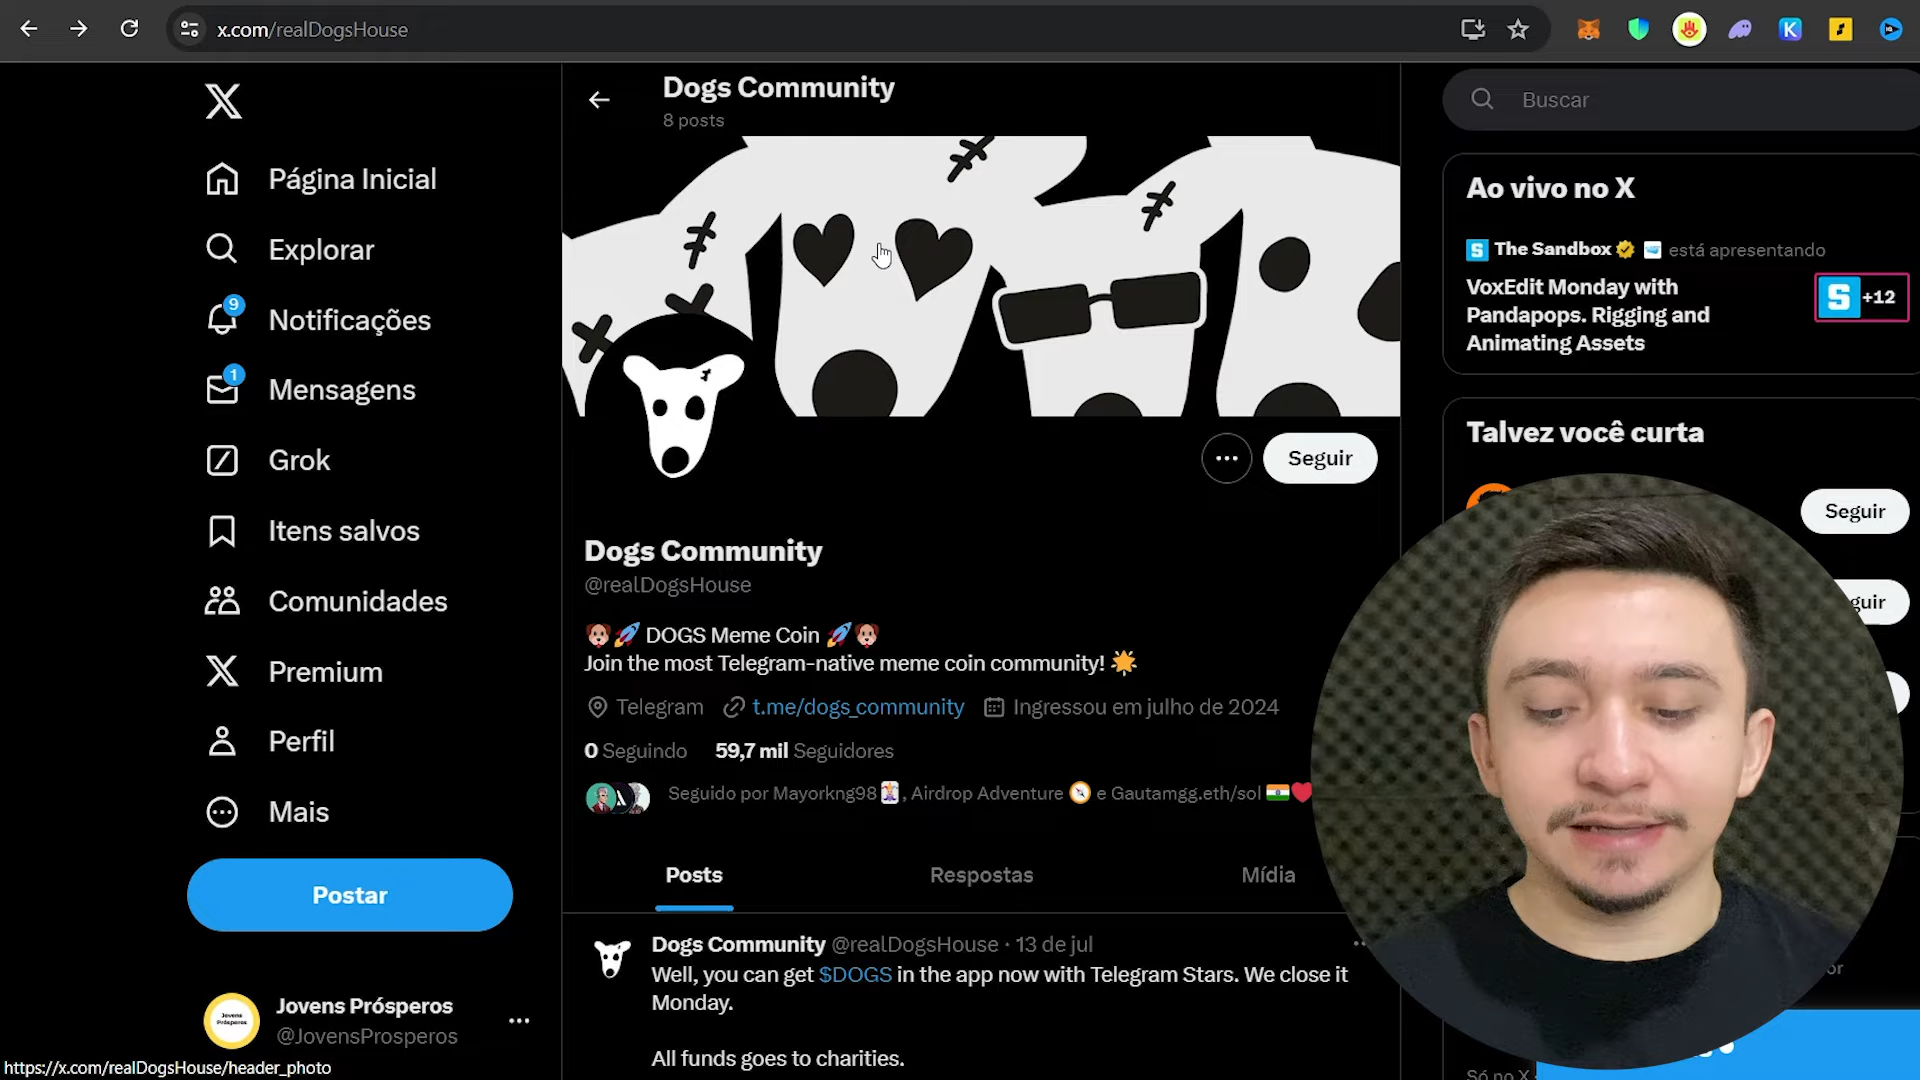 x.com/realDogsHouse
K
Página Inicial
Explorar
9
Notificações
1
Mensagens
Grok
Itens salvos
Comunidades
Premium
Perfil
Mais
Postar
Jovens Prósperos
@JovensProsperos
https://x.com/realDogsHouse/header_photo
Dogs Community
8 posts
Seguir
Dogs Community
@realDogsHouse
DOGS Meme Coin
Join the most Telegram-native meme coin community!
Telegram t.me/dogs_community Ingressou em julho de 2024
0 Seguindo 59,7 mil Seguidores
Seguido por Mayorkng98, Airdrop Adventure e Gautamgg.eth/sol
Posts Respostas Mídia
Dogs Community @realDogsHouse · 13 de jul
Well, you can get $DOGS in the app now with Telegram Stars. We close it
Monday.
All funds goes to charities.
Buscar
Ao vivo no X
S The Sandbox está apresentando
VoxEdit Monday with
Pandapops. Rigging and
Animating Assets
S +12
Talvez você curta
Seguir
guir
Só no X